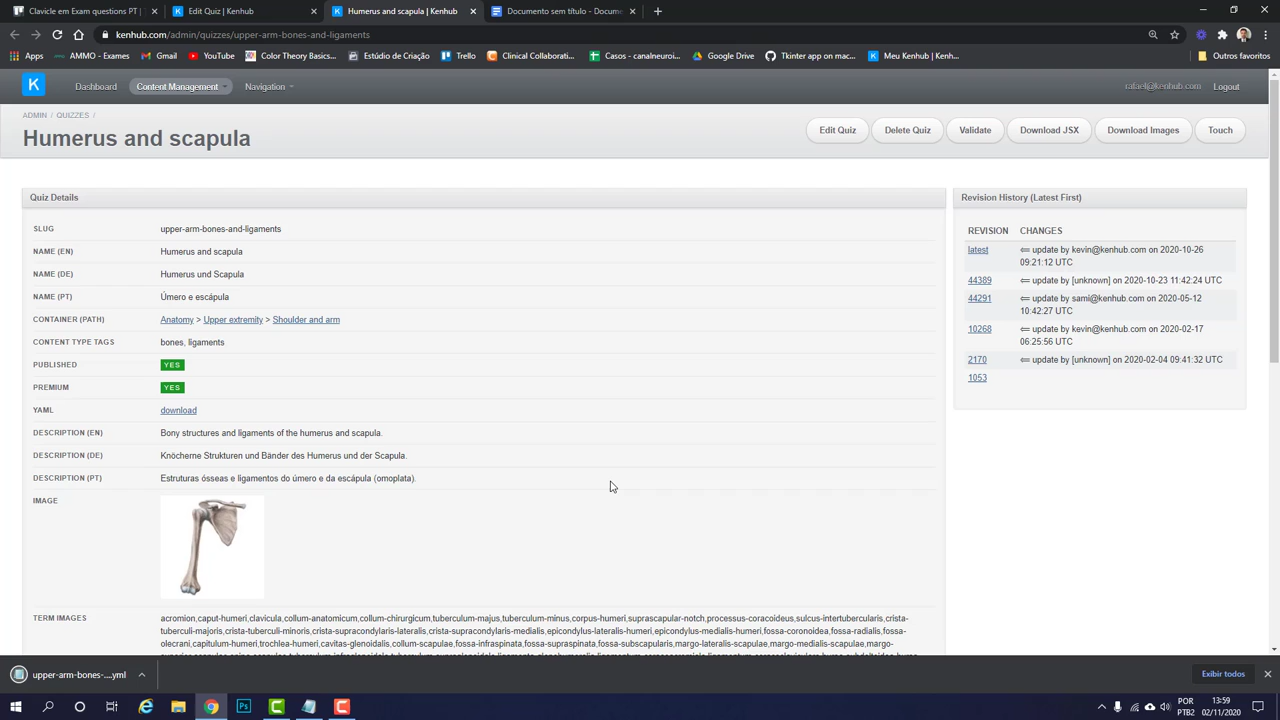 Clavicle em Exam questões PT |
Edit Quiz | Kenhub
Humerus and scapula | Kenhub
Documento sem título - Docume
kenhub.com/admin/quizzes/upper-arm-bones-and-ligaments
Apps
AMMO - Exames
Gmail
YouTube
Color Theory Basics...
Estúdio de Criação
Trello
Clinical Collaborati...
Casos - canalneuroi...
Google Drive
Tkinter app on mac...
Meu Kenhub | Kenh...
Outros favoritos
K
Dashboard
Content Management
Navigation
rafael@kenhub.com
Logout
ADMIN / QUIZZES /
Humerus and scapula
Edit Quiz
Delete Quiz
Validate
Download JSX
Download Images
Touch
Quiz Details
SLUG upper-arm-bones-and-ligaments
NAME (EN) Humerus and scapula
NAME (DE) Humerus und Scapula
NAME (PT) Úmero e escápula
CONTAINER (PATH) Anatomy > Upper extremity > Shoulder and arm
CONTENT TYPE TAGS bones, ligaments
PUBLISHED YES
PREMIUM YES
YAML download
DESCRIPTION (EN) Bony structures and ligaments of the humerus and scapula.
DESCRIPTION (DE) Knöcherne Strukturen und Bänder des Humerus und der Scapula.
DESCRIPTION (PT) Estruturas ósseas e ligamentos do úmero e da escápula (omoplata).
IMAGE
TERM IMAGES acromion,caput-humeri,clavicula,collum-anatomicum,collum-chirurgicum,tuberculum-majus,tuberculum-minus,corpus-humeri,suprascapular-notch,processus-coracoideus,sulcus-intertubercularis,crista-
tuberculi-majoris,crista-tuberculi-minoris,crista-supracondylaris-lateralis,crista-supracondylaris-medialis,epicondylus-lateralis-humeri,epicondylus-medialis-humeri,fossa-coronoidea,fossa-radialis,fossa-
olecrani,capitulum-humeri,trochlea-humeri,cavitas-glenoidalis,collum-scapulae,fossa-infraspinata,fossa-supraspinata,fossa-subscapularis,margo-lateralis-scapulae,margo-medialis-scapulae,margo-
Revision History (Latest First)
REVISION CHANGES
latest ⇐ update by kevin@kenhub.com on 2020-10-26
09:21:12 UTC
44389 ⇐ update by [unknown] on 2020-10-23 11:42:24 UTC
44291 ⇐ update by sami@kenhub.com on 2020-05-12
10:42:27 UTC
10268 ⇐ update by kevin@kenhub.com on 2020-02-17
06:25:56 UTC
2170 ⇐ update by [unknown] on 2020-02-04 09:41:32 UTC
1053
upper-arm-bones-....yml
Exibir todos
Ps
POR
PTB2
13:59
02/11/2020